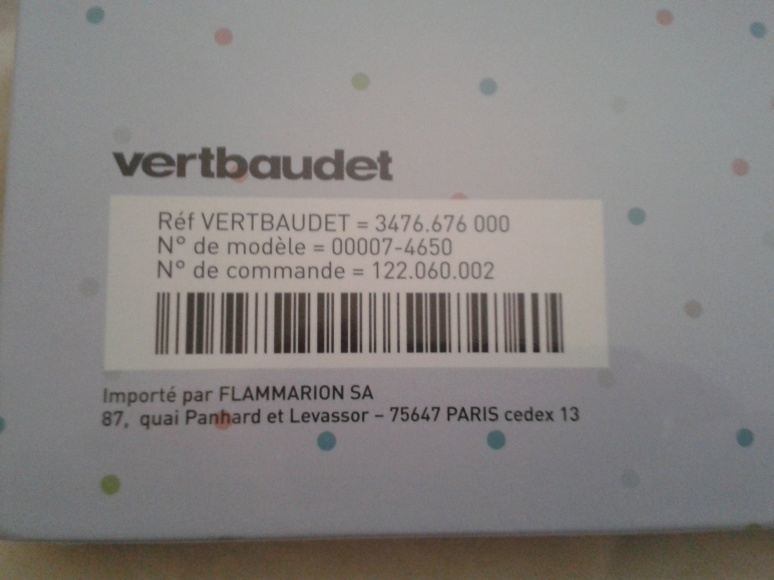 vertbaudet
Réf VERTBAUDET = 3476.676 000
N° de modèle = 00007-4650
N° de commande = 122.060.002
Importé par FLAMMARION SA
87, quai Panhard et Levassor – 75647 PARIS cedex 13